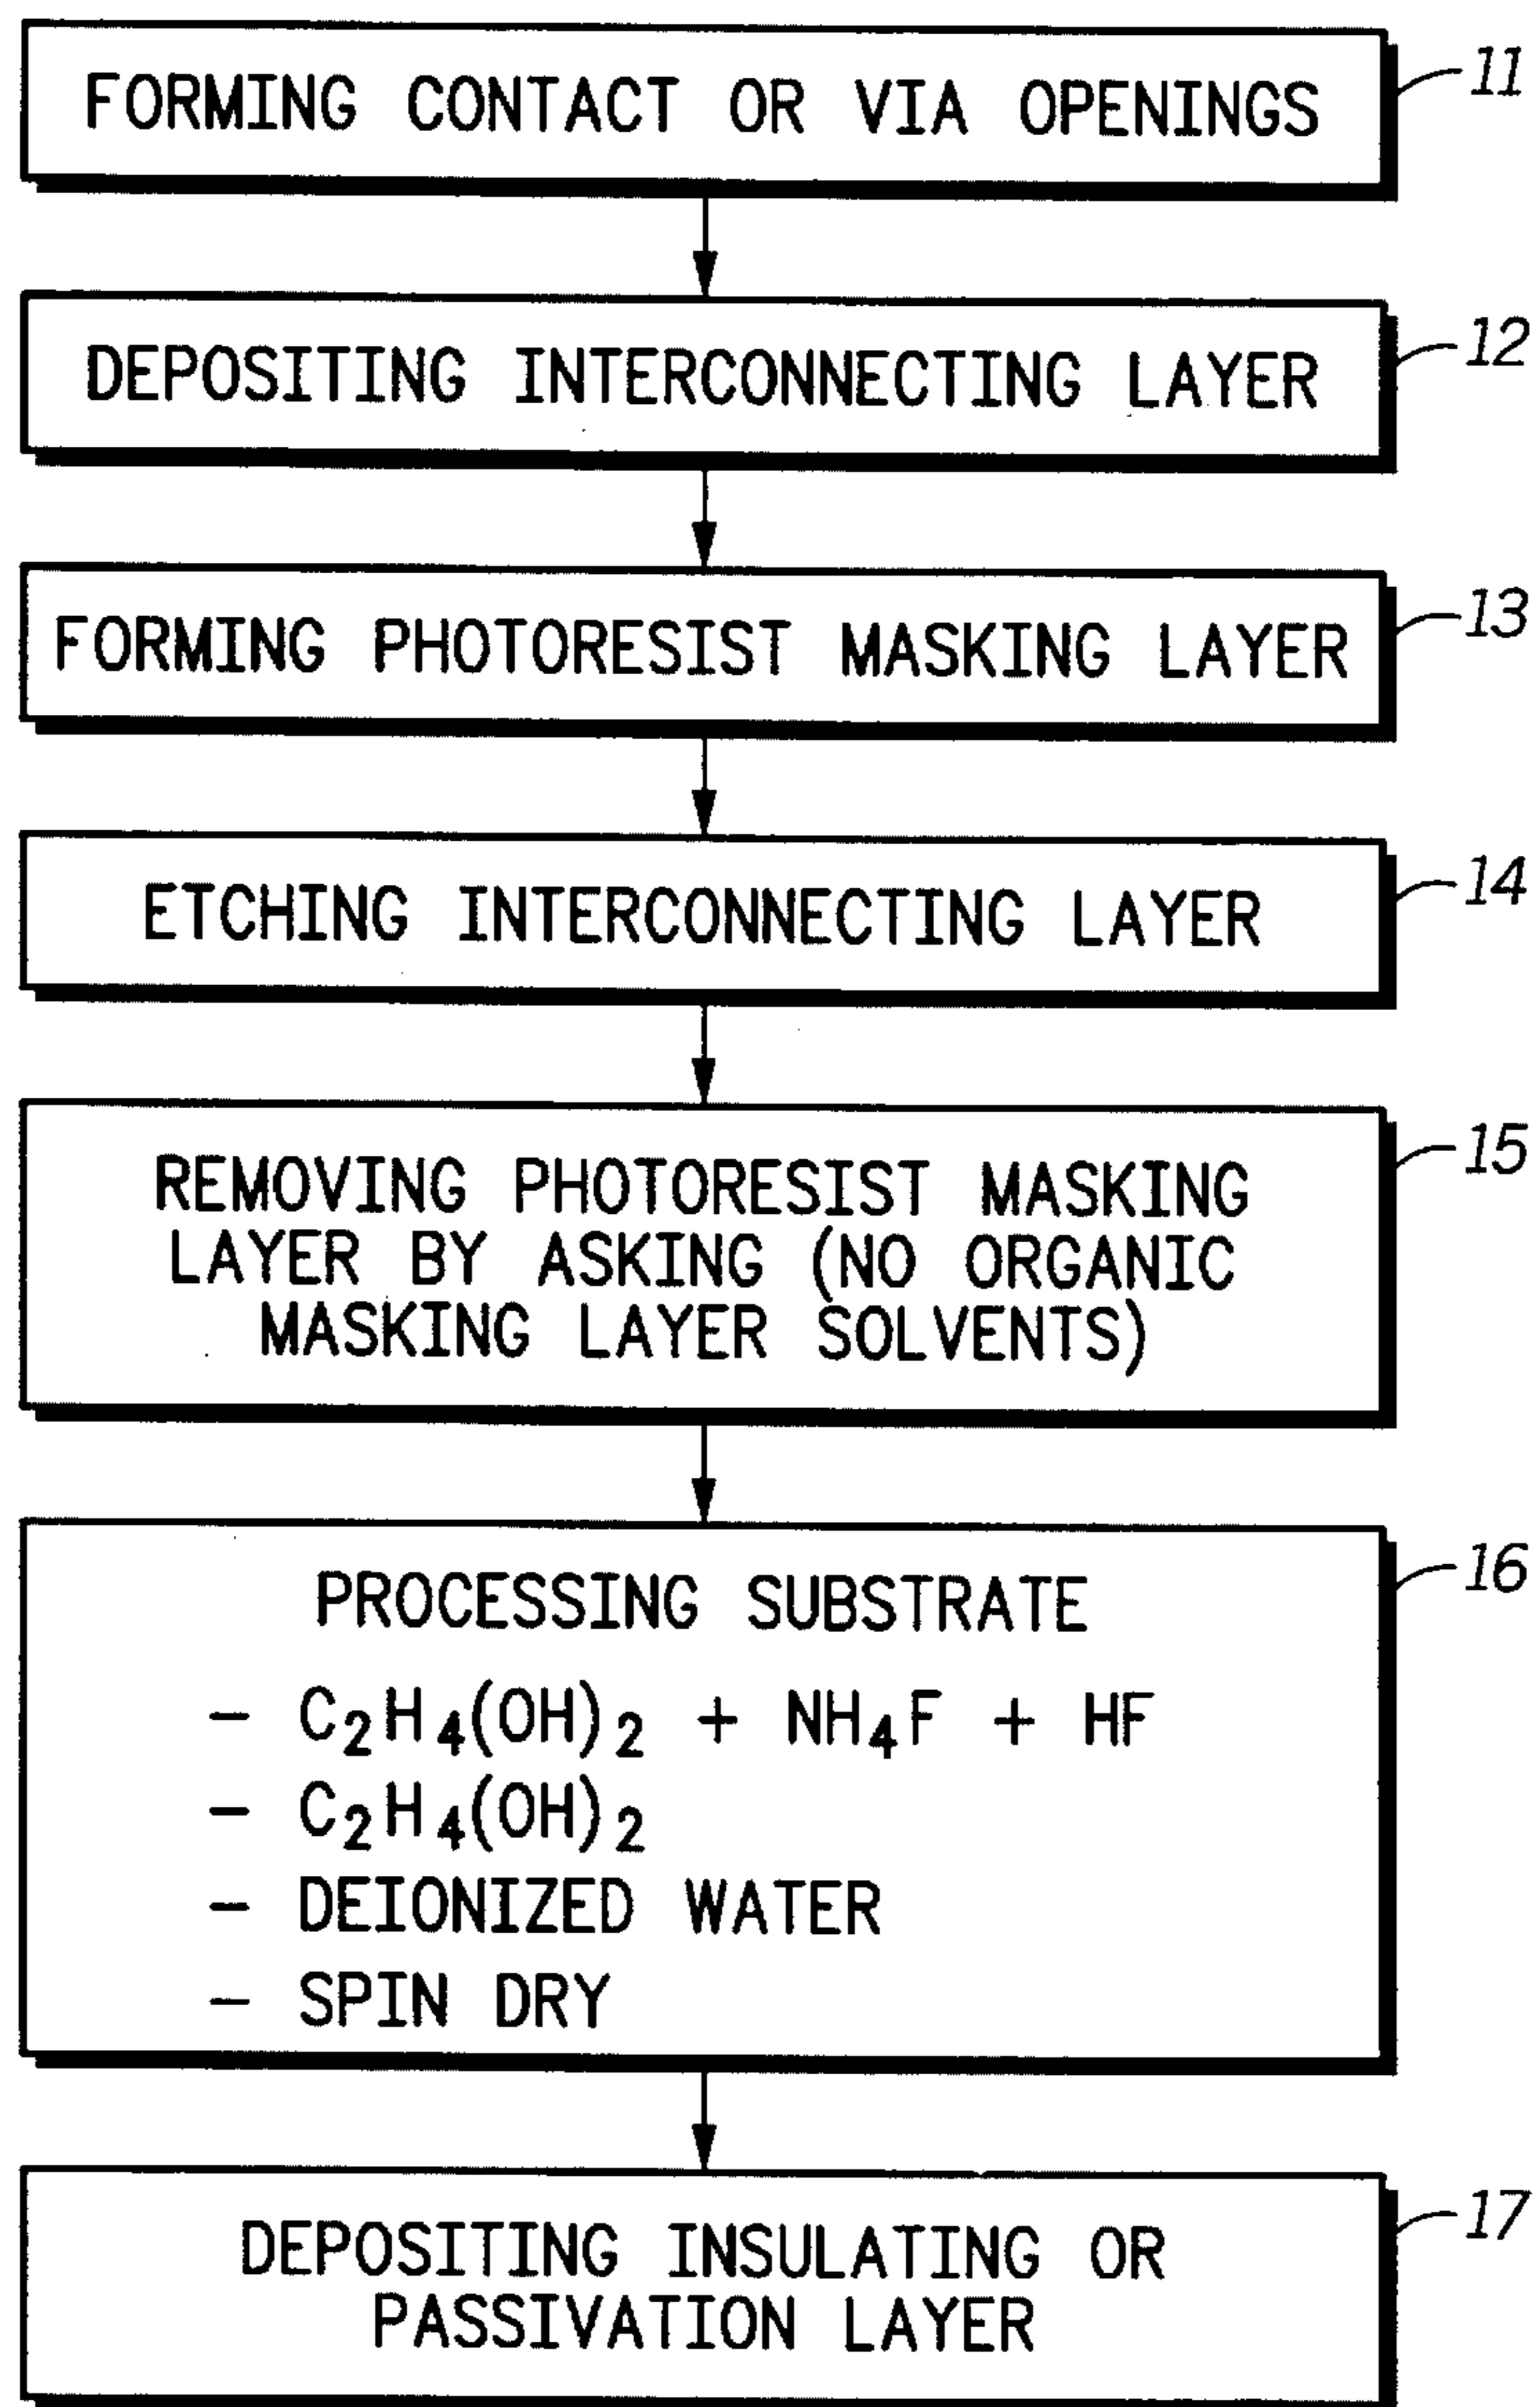 FORMING CONTACT OR VIA OPENINGS
11
DEPOSITING INTERCONNECTING LAYER
12
FORMING PHOTORESIST MASKING LAYER
13
ETCHING INTERCONNECTING LAYER
14
REMOVING PHOTORESIST MASKING
LAYER BY ASKING (NO ORGANIC
MASKING LAYER SOLVENTS)
15
PROCESSING SUBSTRATE
16
- C₂H₄(OH)₂ + NH₄F + HF
- C₂H₄(OH)₂
- DEIONIZED WATER
- SPIN DRY
DEPOSITING INSULATING OR
PASSIVATION LAYER
17